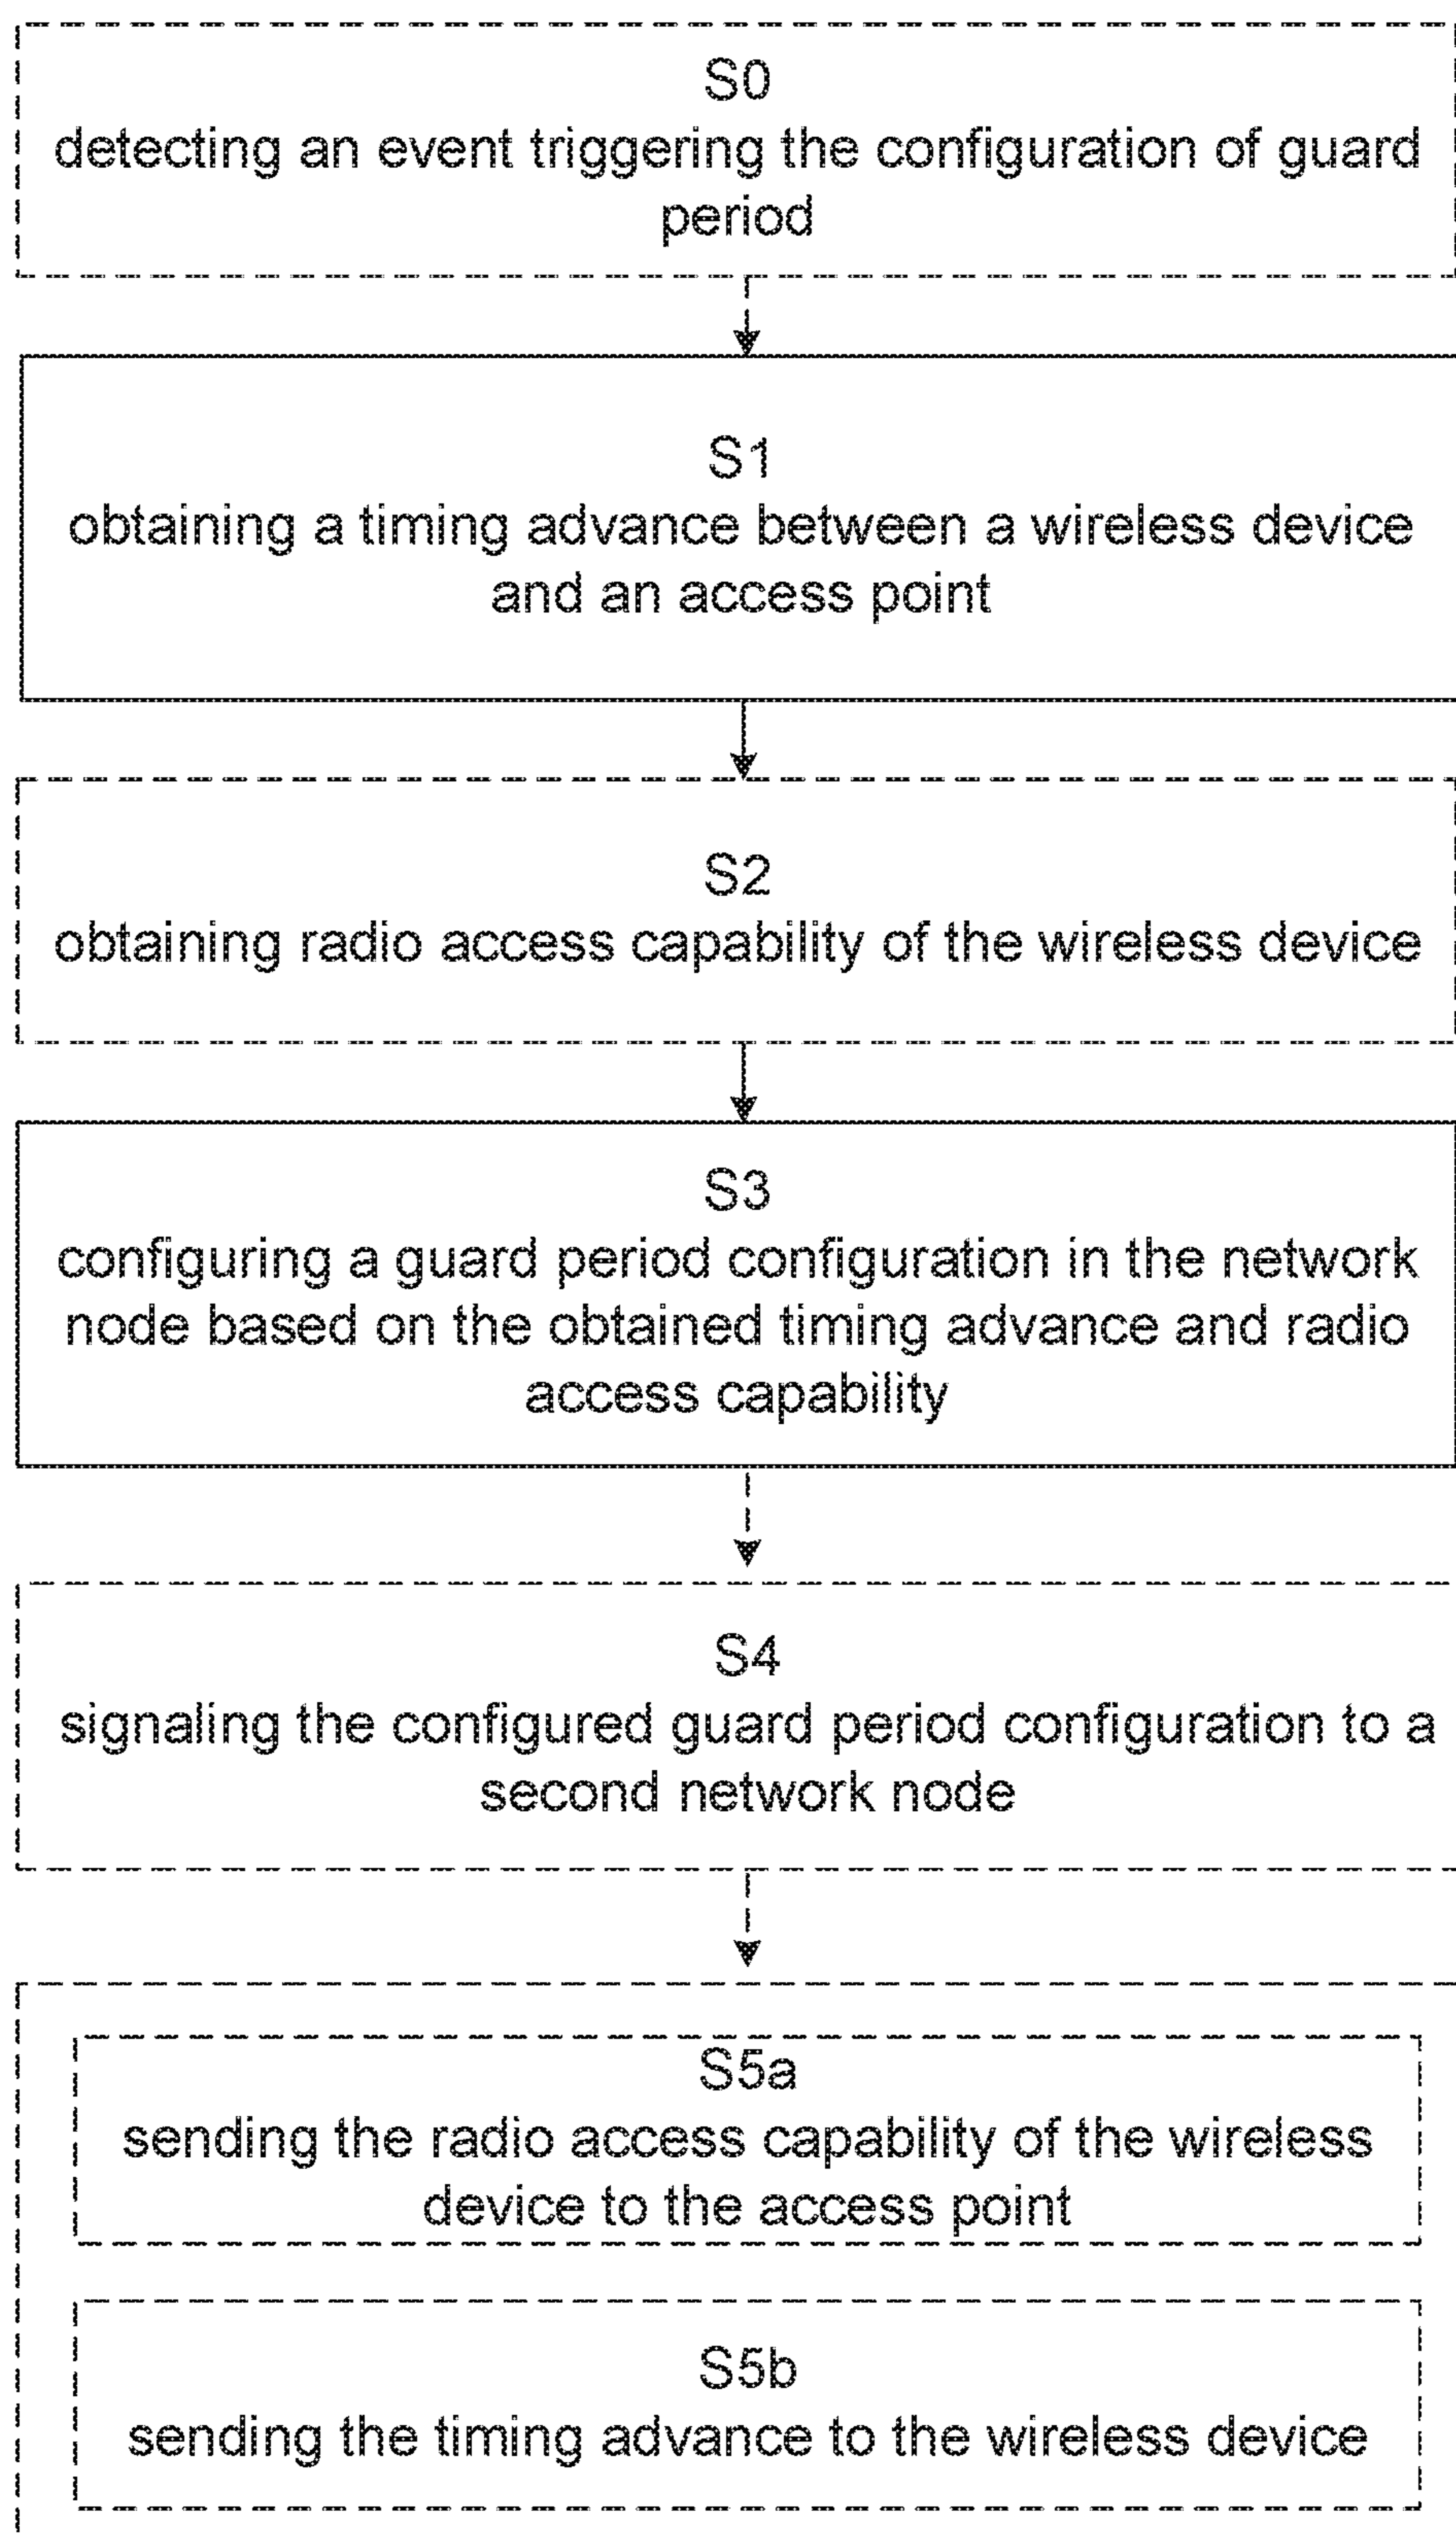 S0
detecting an event triggering the configuration of guard
period
S1
obtaining a timing advance between a wireless device
and an access point
S2
obtaining radio access capability of the wireless device
S3
configuring a guard period configuration in the network
node based on the obtained timing advance and radio
access capability
S4
signaling the configured guard period configuration to a
second network node
S5a
sending the radio access capability of the wireless
device to the access point
S5b
sending the timing advance to the wireless device